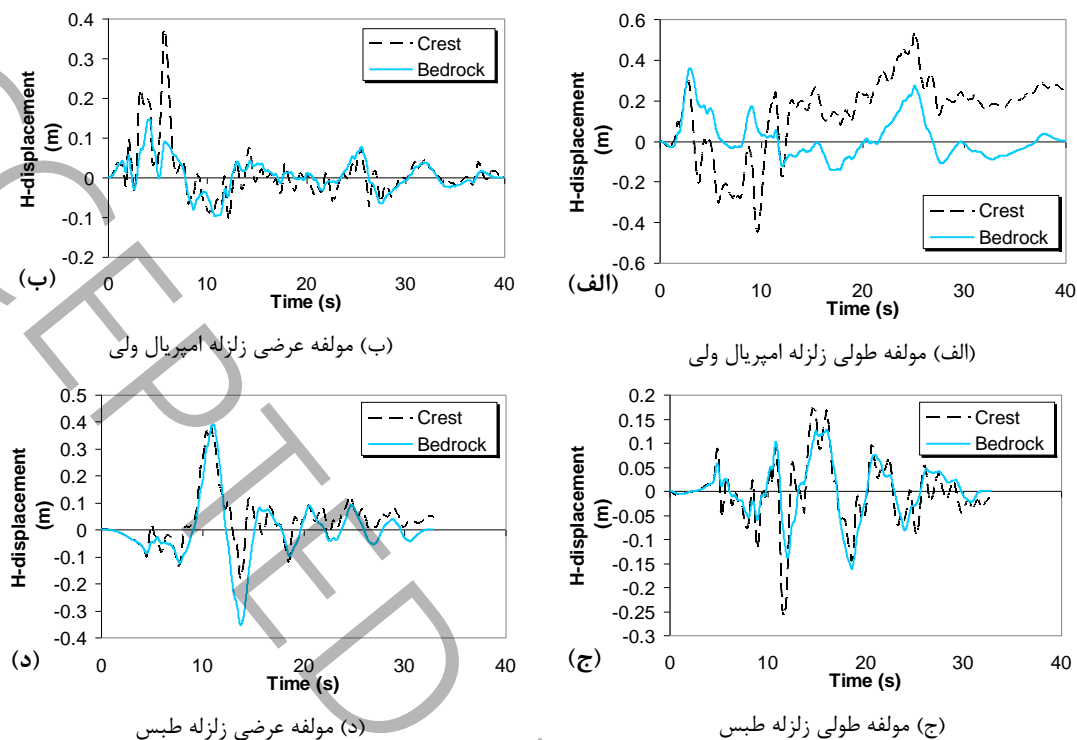 0.6
0.4
0.2
0
-0.2
-0.4
-0.6
H-displacement
(m)
Crest
Bedrock
0 10 20 30 40
Time (s)
(الف)
(الف) مولفه طولی زلزله امپریال ولی
0.4
0.3
0.2
0.1
0
-0.1
-0.2
H-displacement
(m)
Crest
Bedrock
0 10 20 30 40
Time (s)
(ب)
(ب) مولفه عرضی زلزله امپریال ولی
0.2
0.15
0.1
0.05
0
-0.05
-0.1
-0.15
-0.2
-0.25
-0.3
H-displacement
(m)
Crest
Bedrock
0 10 20 30 40
Time (s)
(ج)
(ج) مولفه طولی زلزله طبس
0.5
0.4
0.3
0.2
0.1
0
-0.1
-0.2
-0.3
-0.4
H-displacement
(m)
Crest
Bedrock
0 10 20 30 40
Time (s)
(د)
(د) مولفه عرضی زلزله طبس
CEPTED